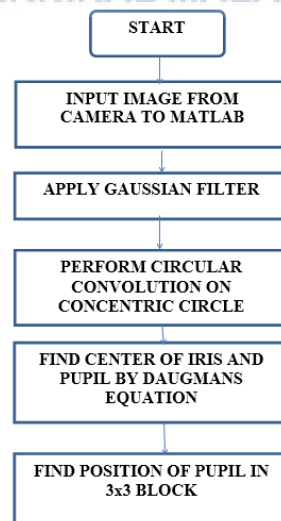 START
INPUT IMAGE FROM
CAMERA TO MATLAB
APPLY GAUSSIAN FILTER
PERFORM CIRCULAR
CONVOLUTION ON
CONCENTRIC CIRCLE
FIND CENTER OF IRIS AND
PUPIL BY DAUGMANS
EQUATION
FIND POSITION OF PUPIL IN
3x3 BLOCK